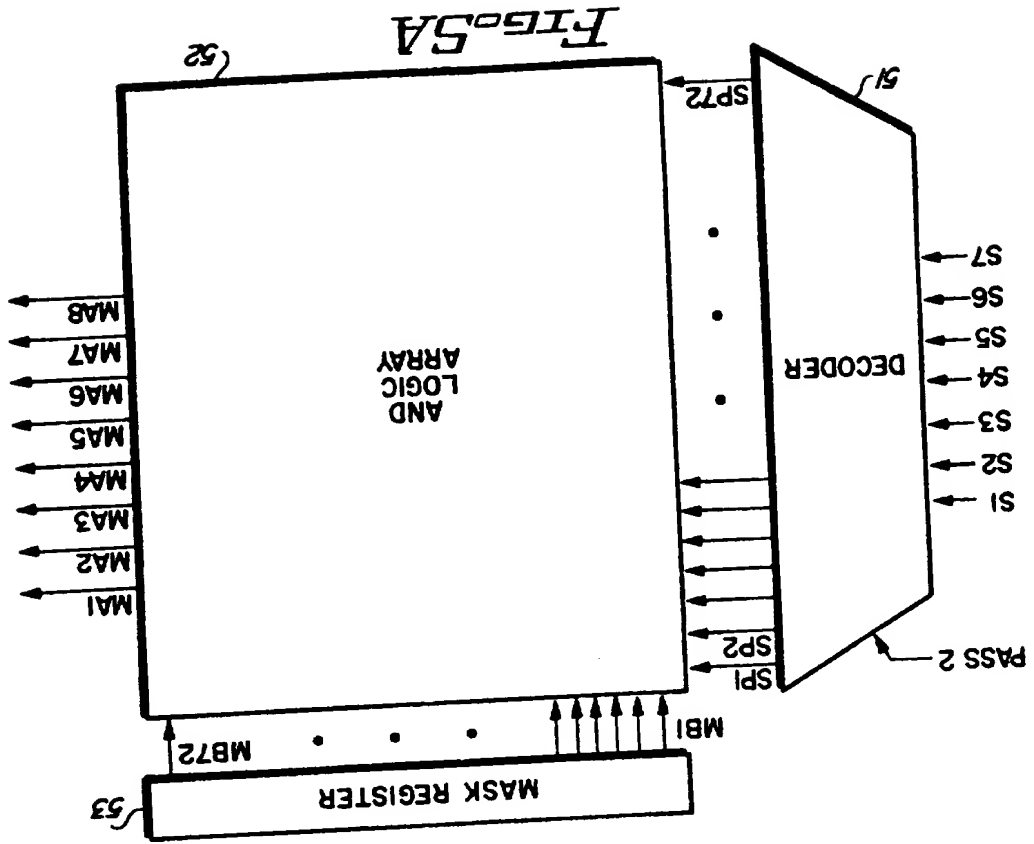 53
MASK REGISTER
MB1
MB72
PASS 2
SP1
SP2
MA1
MA2
MA3
MA4
MA5
MA6
MA7
MA8
S1
S2
S3
S4
S5
S6
S7
DECODER
AND
LOGIC
ARRAY
SP72
51
52
FIG. 5A